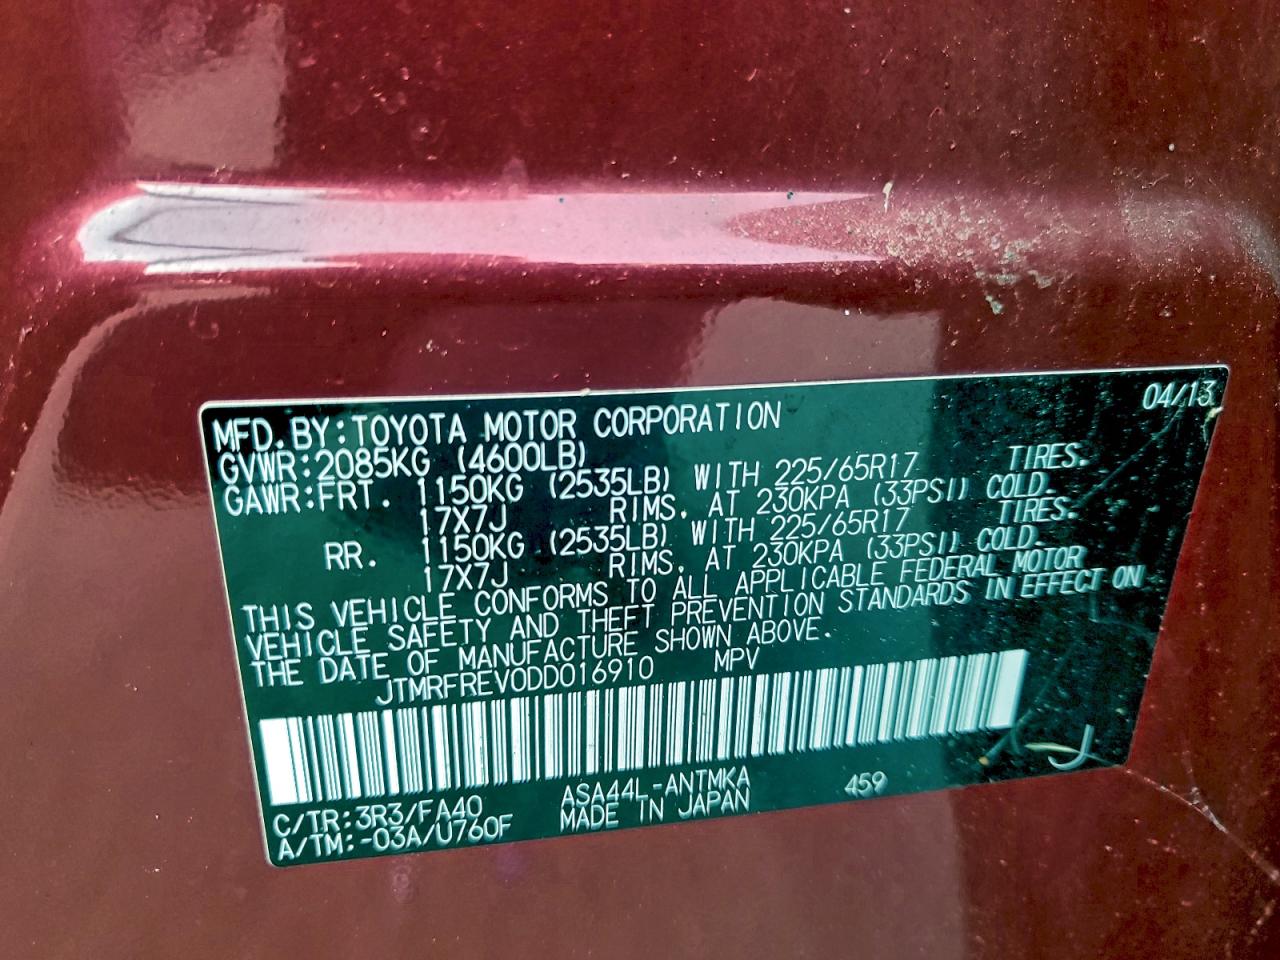 04/13
MFD. BY: TOYOTA MOTOR CORPORATION
GVWR: 2085KG (4600LB)
GAWR: FRT. 1150KG (2535LB) WITH 225/65R17 TIRES.
17X7J RIMS. AT 230KPA (33PSI) COLD.
RR. 1150KG (2535LB) WITH 225/65R17 TIRES.
17X7J RIMS. AT 230KPA (33PSI) COLD.
THIS VEHICLE CONFORMS TO ALL APPLICABLE FEDERAL MOTOR
VEHICLE SAFETY AND THEFT PREVENTION STANDARDS IN EFFECT ON
THE DATE OF MANUFACTURE SHOWN ABOVE.
JTMRFREV0DD016910 MPV
C/TR: 3R3/FA40 ASA44L-ANTMKA 459
A/TM: -03A/U760F MADE IN JAPAN